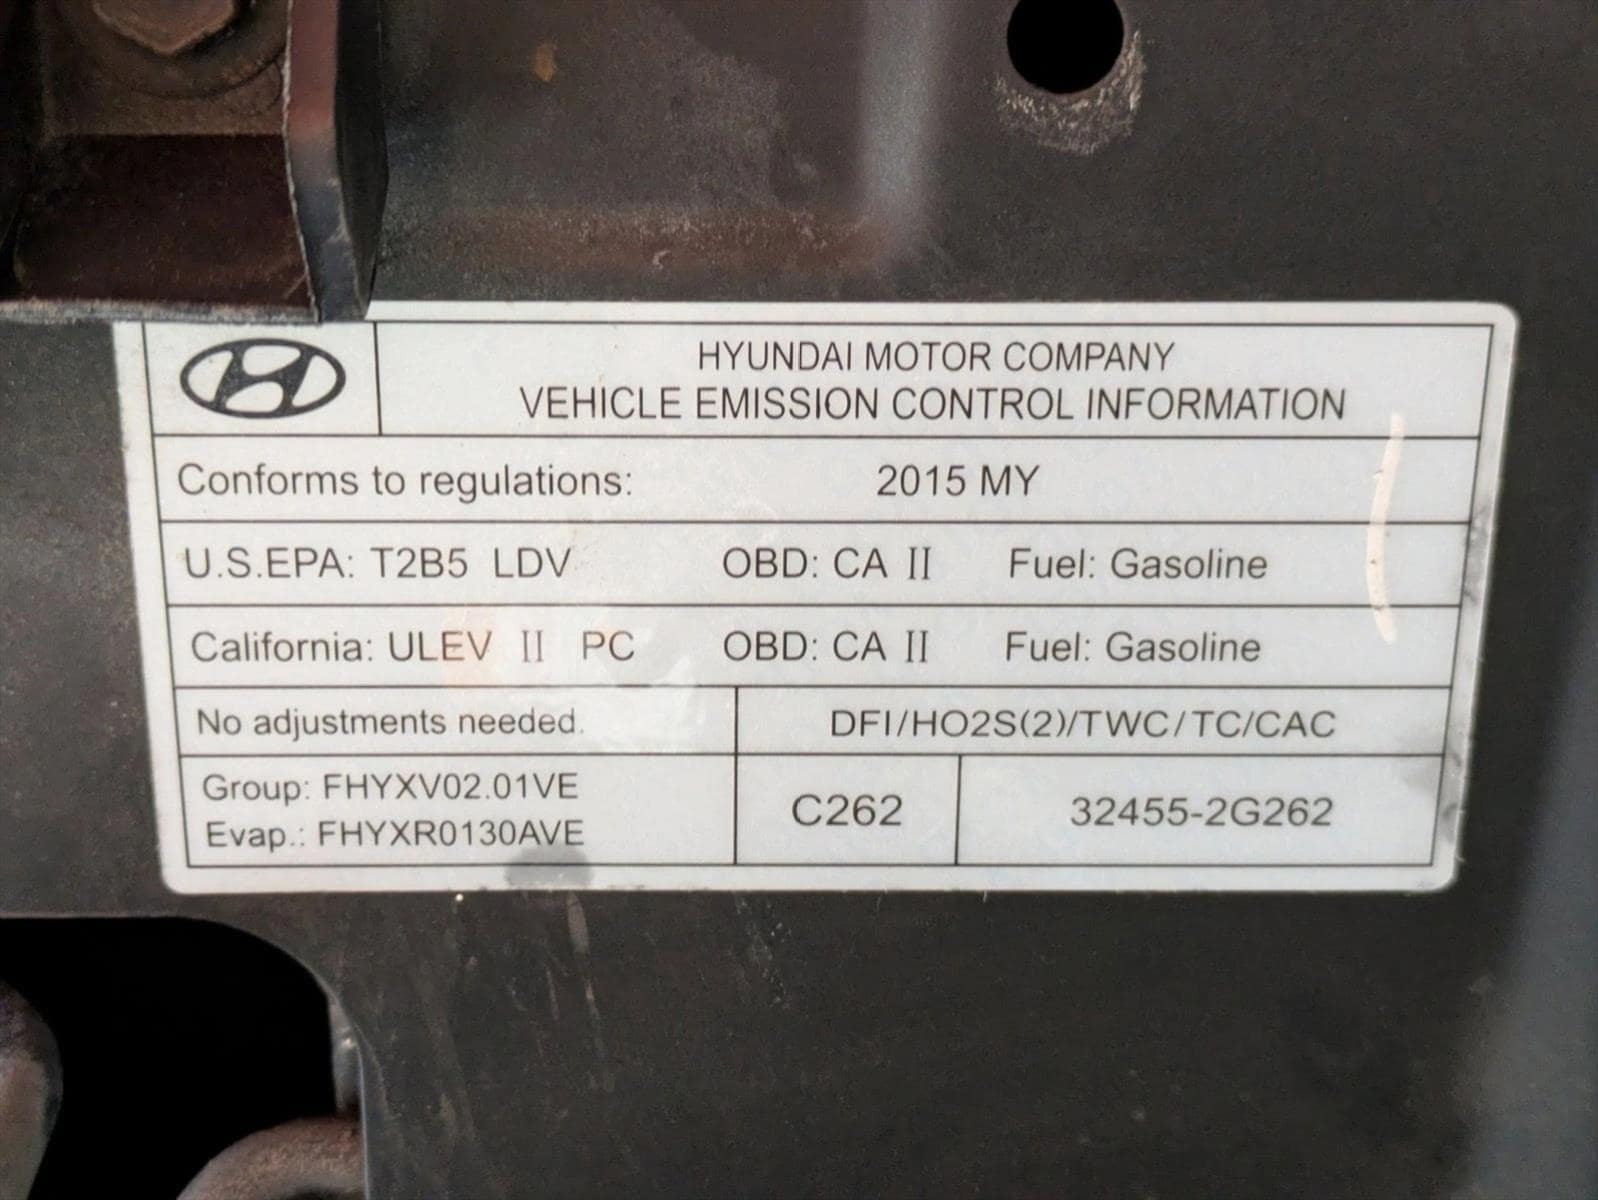 HYUNDAI MOTOR COMPANY
VEHICLE EMISSION CONTROL INFORMATION
Conforms to regulations: 2015 MY
U.S.EPA: T2B5 LDV OBD: CA II Fuel: Gasoline
California: ULEV II PC OBD: CA II Fuel: Gasoline
No adjustments needed. DFI/HO2S(2)/TWC/TC/CAC
Group: FHYXV02.01VE
Evap.: FHYXR0130AVE
C262 32455-2G262